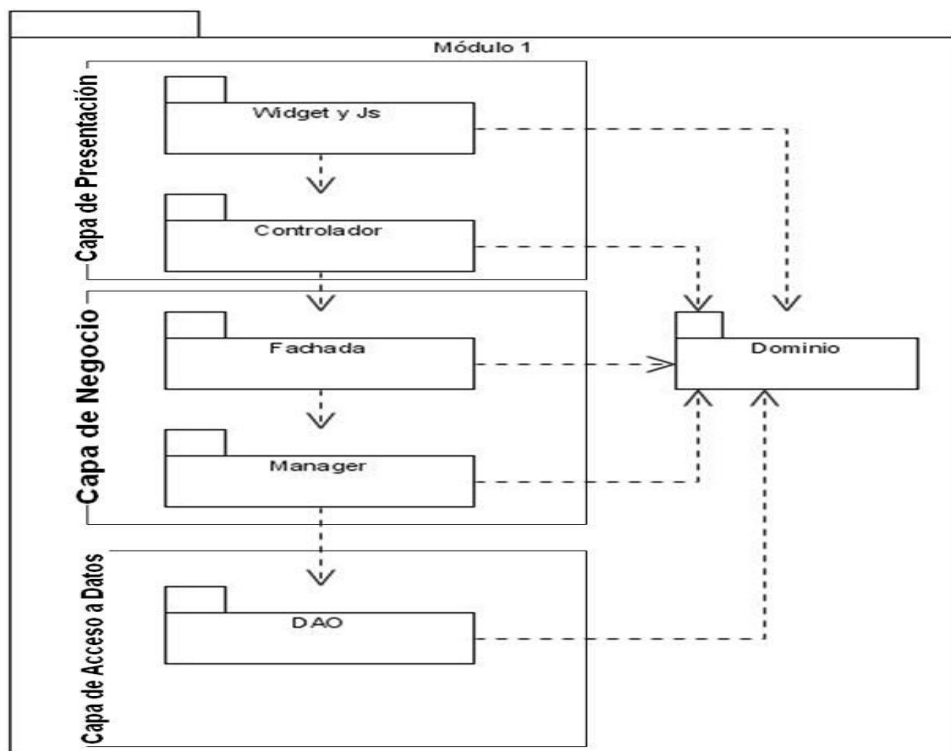 Módulo 1
Capa de Presentación
Widget y Js
Controlador
Capa de Negocio
Fachada
Manager
Dominio
Capa de Acceso a Datos
DAO